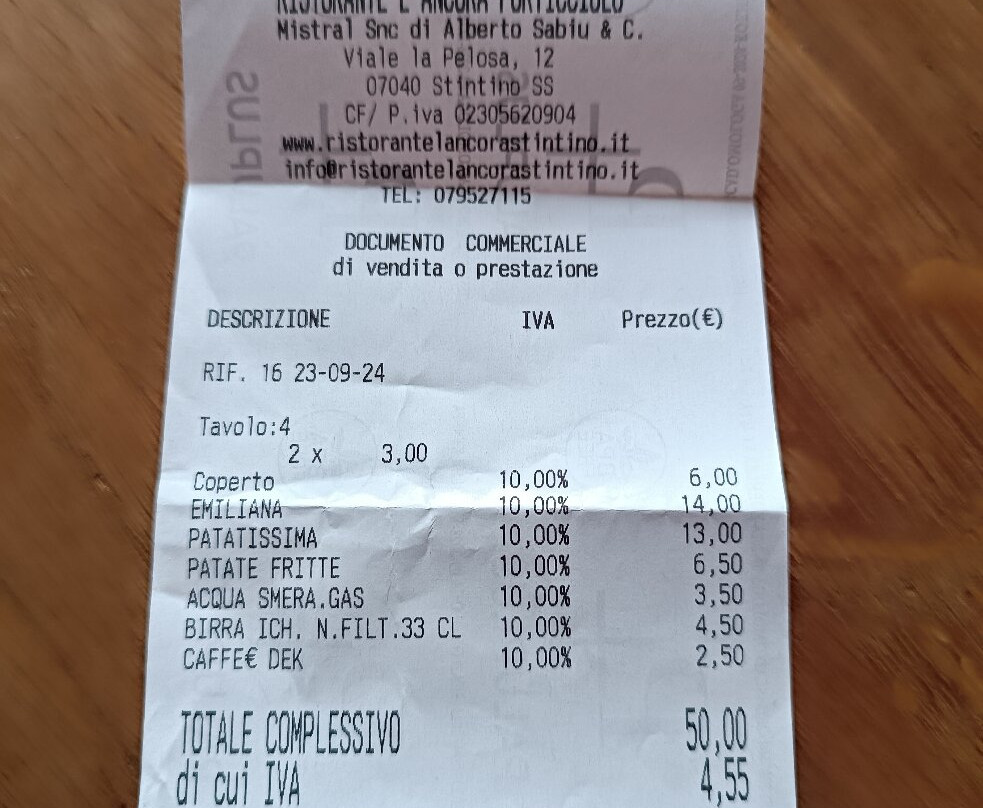 RISTORANTE L'ANCORA PORTICCIOLO
Mistral Snc di Alberto Sabiu & C.
Viale la Pelosa, 12
07040 Stintino SS
CF/ P.iva 02305620904
www.ristorantelancorastintino.it
info@ristorantelancorastintino.it
TEL: 079527115
DOCUMENTO COMMERCIALE
di vendita o prestazione
DESCRIZIONE IVA Prezzo(€)
RIF. 16 23-09-24
Tavolo:4
2 x 3,00
Coperto 10,00% 6,00
EMILIANA 10,00% 14,00
PATATISSIMA 10,00% 13,00
PATATE FRITTE 10,00% 6,50
ACQUA SMERA.GAS 10,00% 3,50
BIRRA ICH. N.FILT.33 CL 10,00% 4,50
CAFFE€ DEK 10,00% 2,50
TOTALE COMPLESSIVO 50,00
di cui IVA 4,55